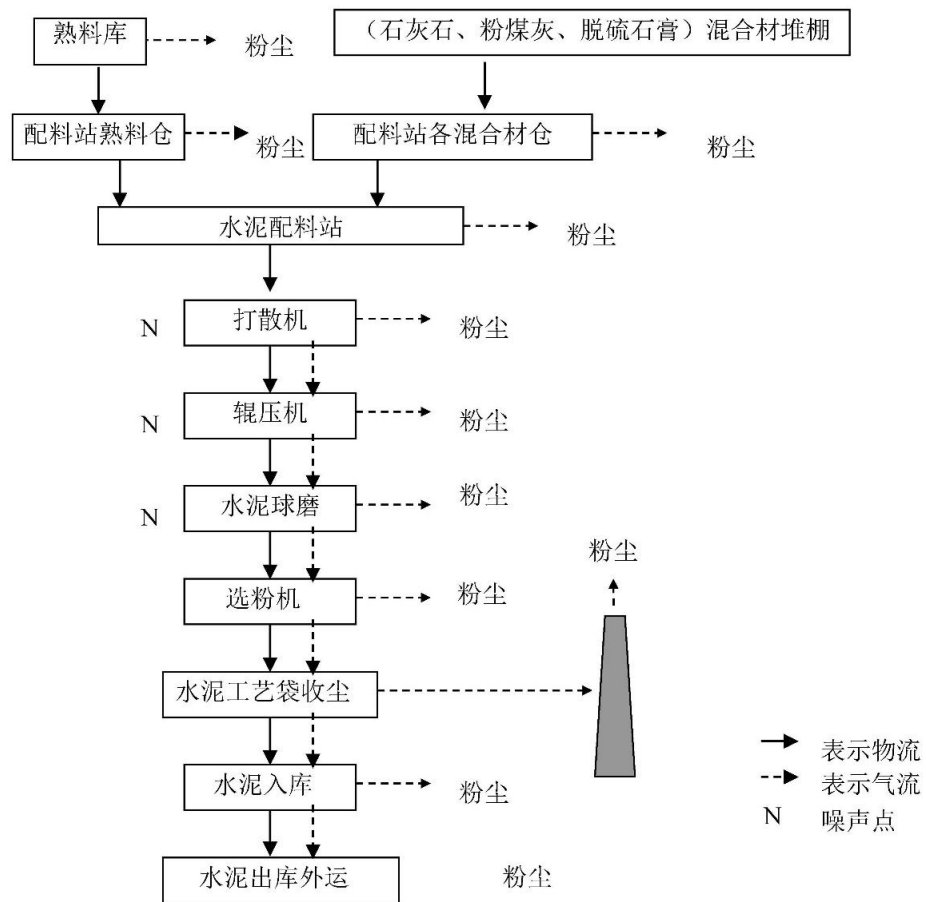 熟料库
粉尘
（石灰石、粉煤灰、脱硫石膏）混合材堆棚
配料站熟料仓
粉尘
配料站各混合材仓
粉尘
水泥配料站
粉尘
N
打散机
粉尘
N
辊压机
粉尘
N
水泥球磨
粉尘
选粉机
粉尘
粉尘
水泥工艺袋收尘
表示物流
水泥入库
粉尘
表示气流
N
噪声点
水泥出库外运
粉尘